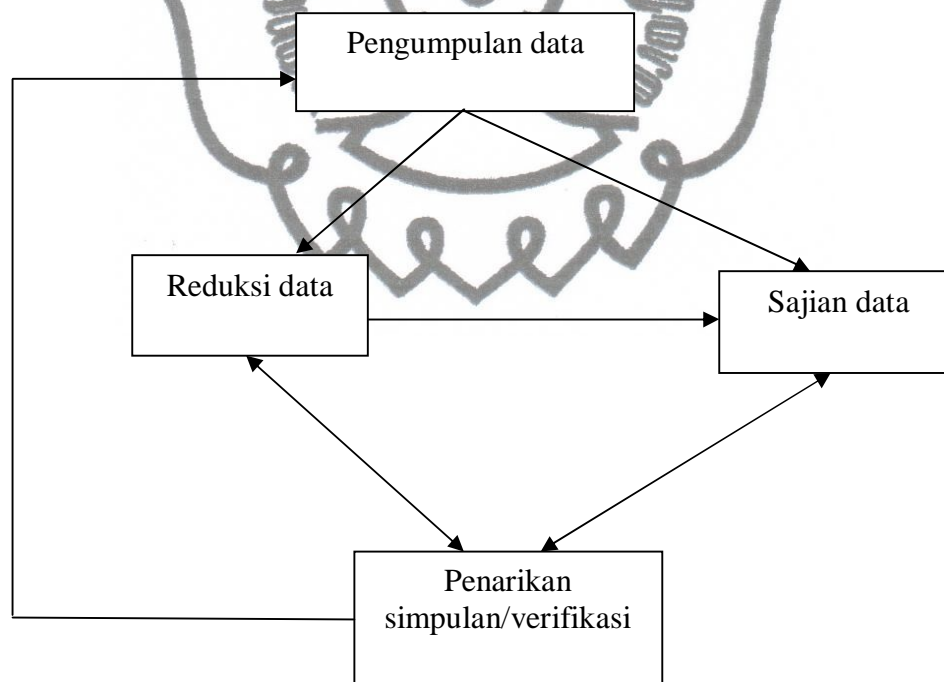 Pengumpulan data
Reduksi data
Sajian data
Penarikan
simpulan/verifikasi